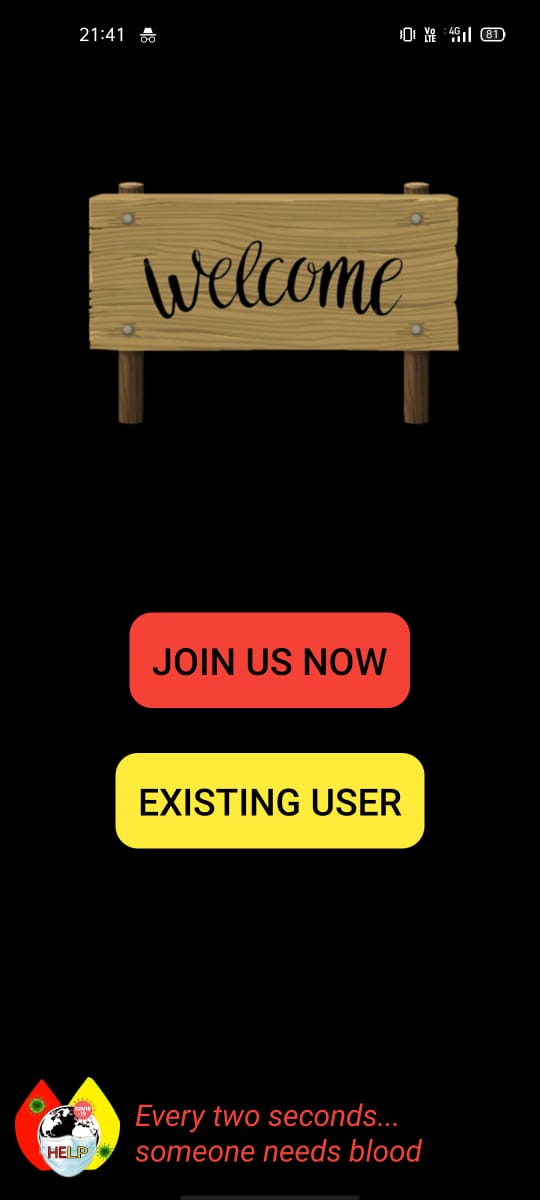 21:41
Vo
LTE
4G
81
welcome
JOIN US NOW
EXISTING USER
COVID
-19
HELP
Every two seconds...
someone needs blood